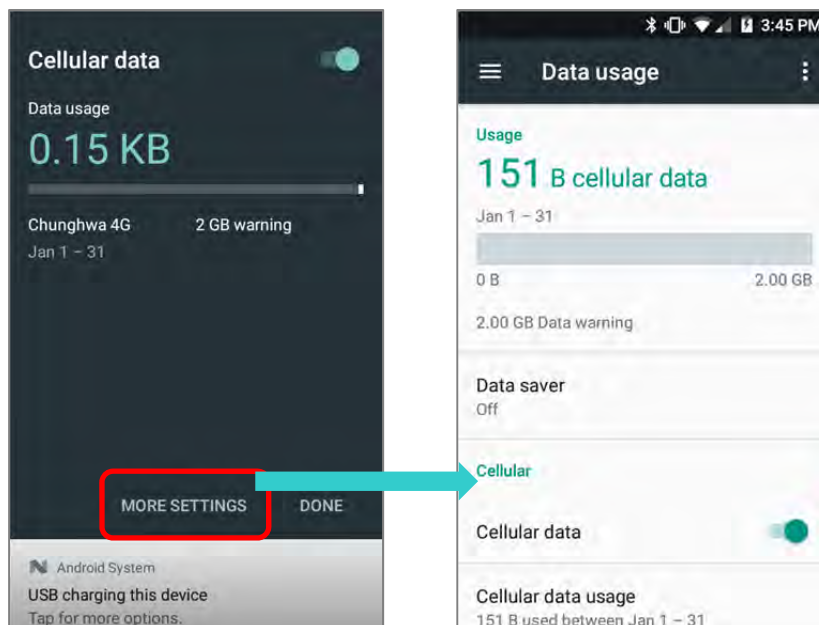 Cellular data
Data usage
0.15 KB
Chunghwa 4G 2 GB warning
Jan 1 – 31
MORE SETTINGS DONE
Android System
USB charging this device
Tap for more options.
3:45 PM
Data usage
Usage
151 B cellular data
Jan 1 – 31
0 B 2.00 GB
2.00 GB Data warning
Data saver
Off
Cellular
Cellular data
Cellular data usage
151 B used between Jan 1 – 31